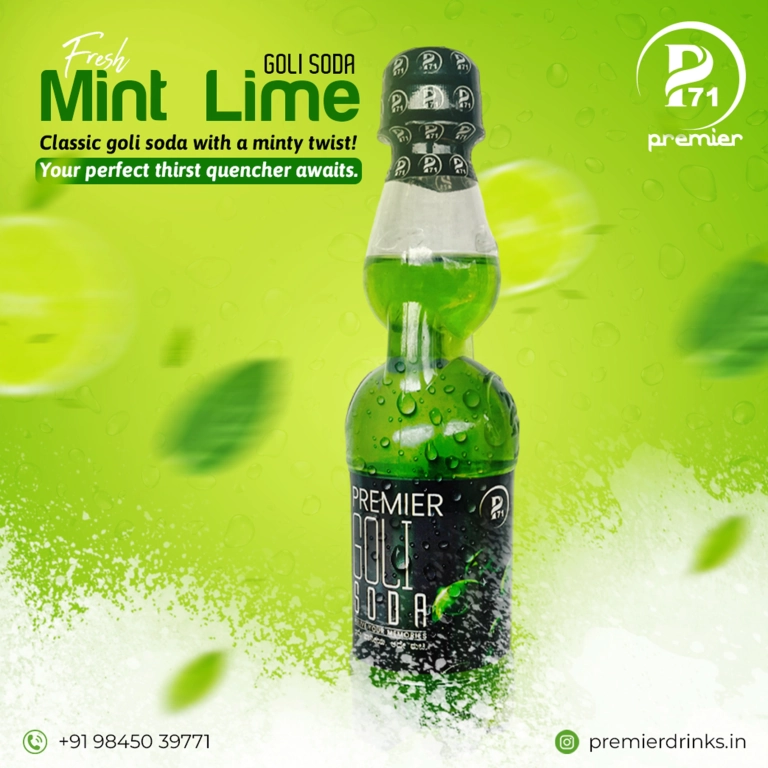 Fresh
GOLI SODA
Mint Lime
Classic goli soda with a minty twist!
Your perfect thirst quencher awaits.
P 71
premier
PREMIER
GOLI
SODA
P 71
+91 98450 39771
premierdrinks.in